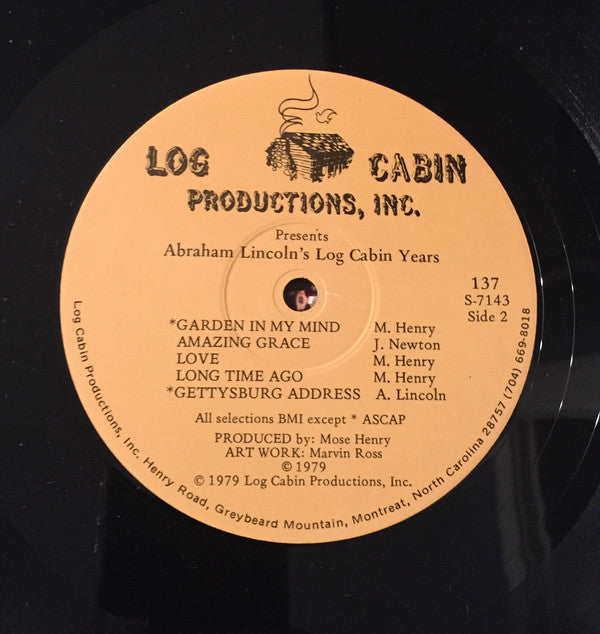 LOG CABIN
PRODUCTIONS, INC.
Presents
Abraham Lincoln's Log Cabin Years
137
S-7143
Side 2
*GARDEN IN MY MIND M. Henry
AMAZING GRACE J. Newton
LOVE M. Henry
LONG TIME AGO M. Henry
*GETTYSBURG ADDRESS A. Lincoln
All selections BMI except * ASCAP
PRODUCED by: Mose Henry
ART WORK: Marvin Ross
© 1979
© 1979 Log Cabin Productions, Inc.
Log Cabin Productions, Inc. Henry Road, Greybeard Mountain, Montreat, North Carolina 28757 (704) 669-8018